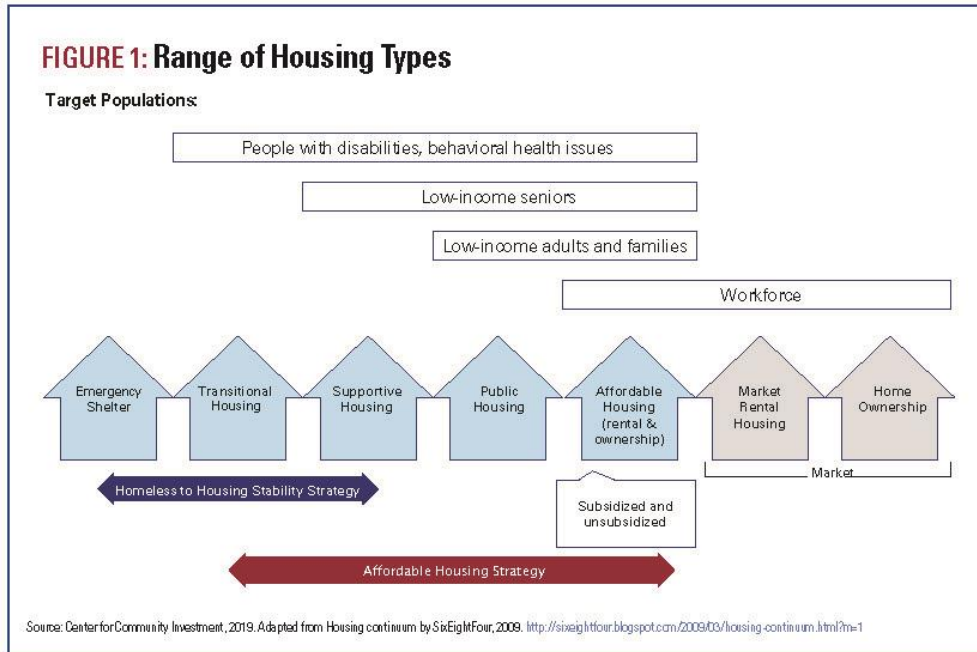 FIGURE 1: Range of Housing Types
Target Populations:
People with disabilities, behavioral health issues
Low-income seniors
Low-income adults and families
Workforce
Emergency
Shelter
Transitional
Housing
Supportive
Housing
Public
Housing
Affordable
Housing
(rental &
ownership)
Market
Rental
Housing
Home
Ownership
Market
Homeless to Housing Stability Strategy
Subsidized and
unsubsidized
Affordable Housing Strategy
Source: Center for Community Investment, 2019. Adapted from Housing continuum by SixEightFour, 2009. http://sixeightfour.blogspot.com/2009/03/housing-continuum.html?m=1